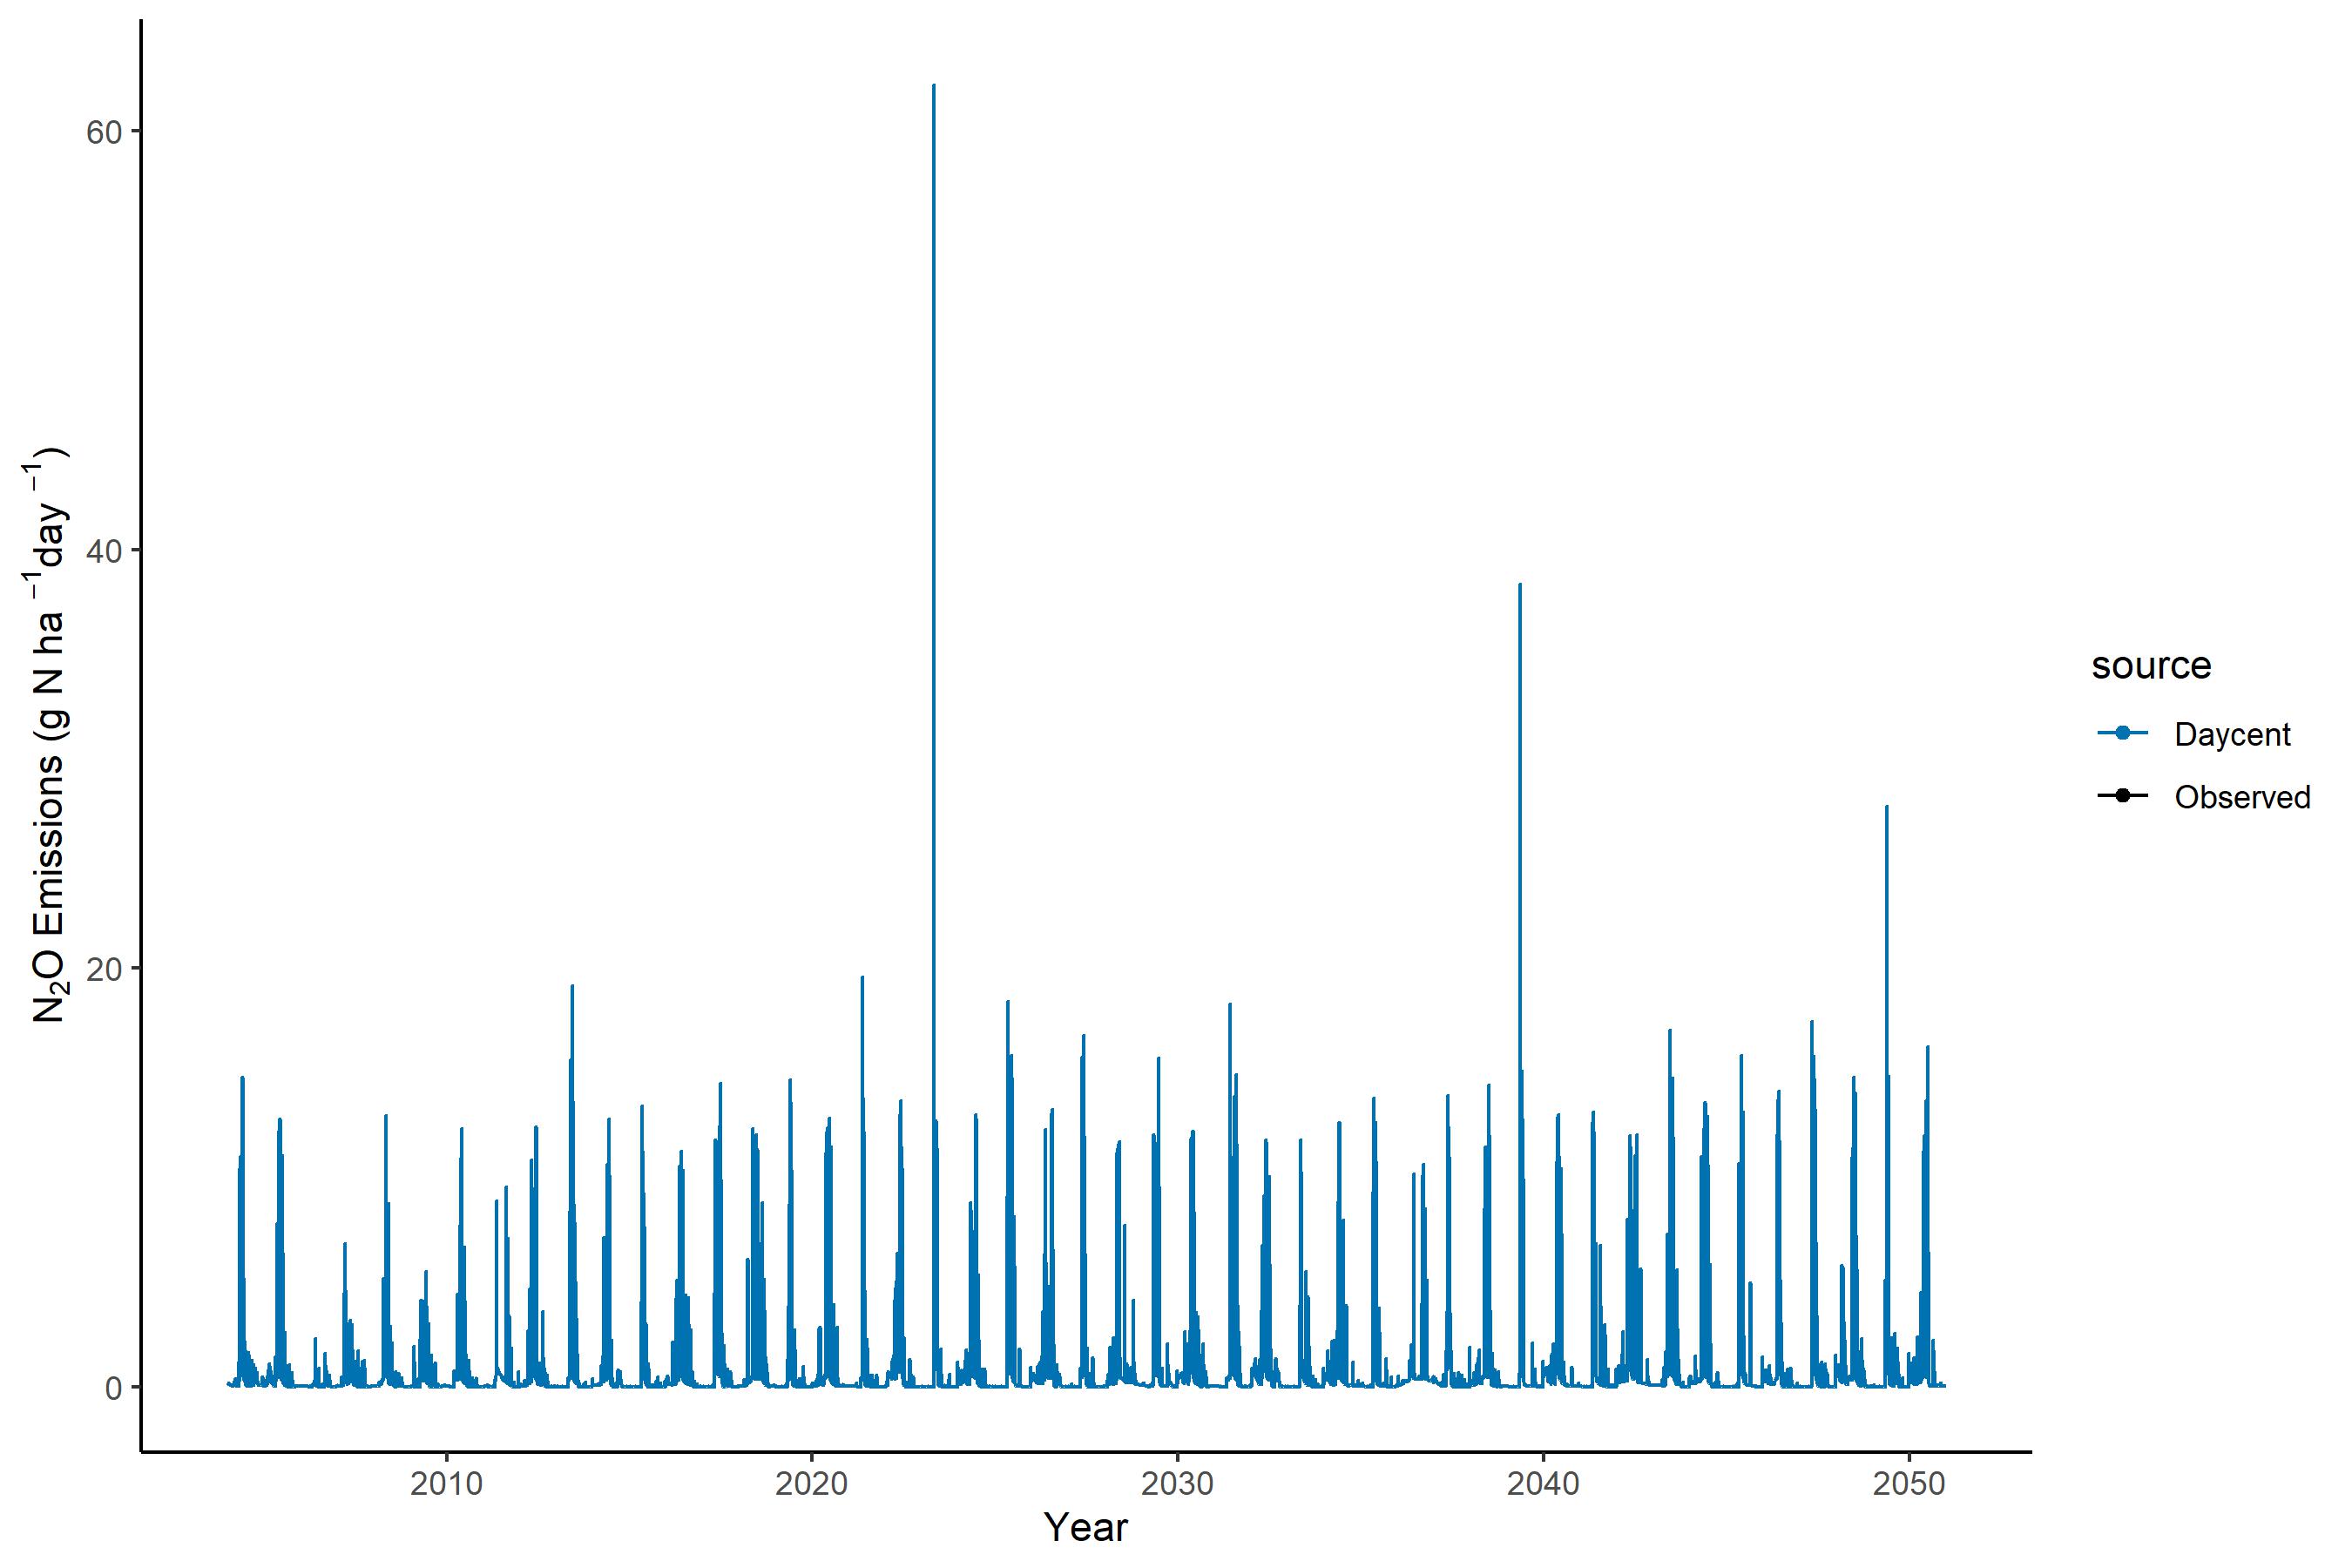 60
40
20
0
N₂O Emissions (g N ha ⁻¹day ⁻¹)
2010 2020 2030 2040 2050
Year
source
Daycent
Observed